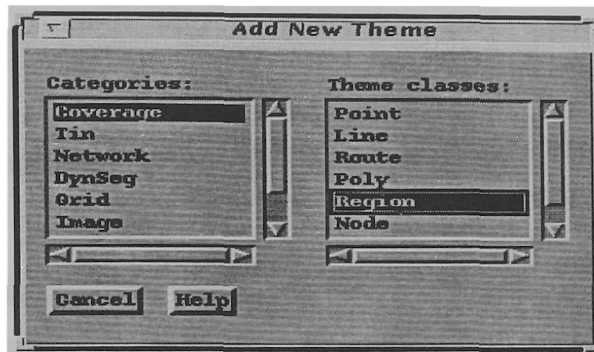 Add New Theme
Categories:
Coverage
Tin
Network
DynSeg
Grid
Image
Theme classes:
Point
Line
Route
Poly
Region
Node
Cancel
Help